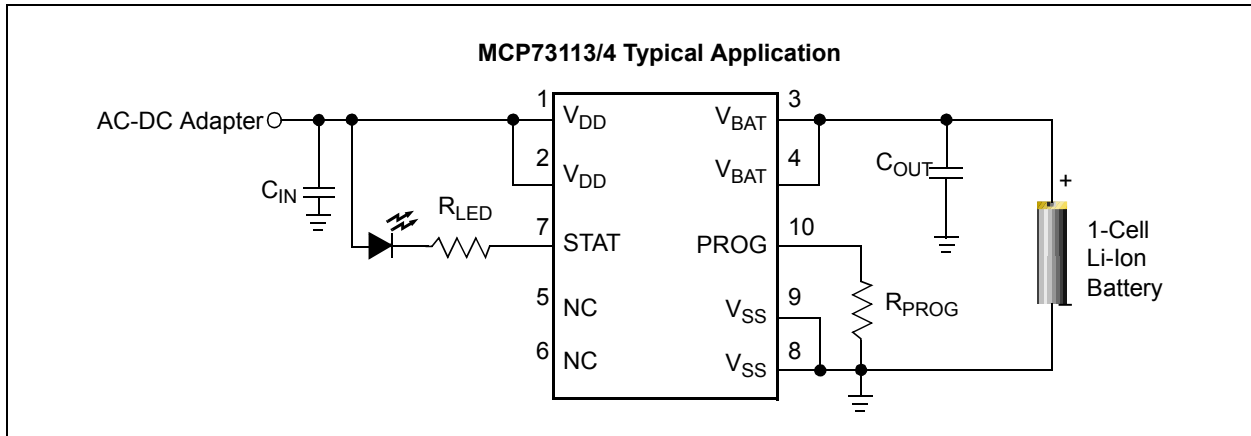 MCP73113/4 Typical Application
AC-DC Adapter
1
V_DD
2
V_DD
C_IN
R_LED
7
STAT
5
NC
6
NC
3
V_BAT
4
V_BAT
C_OUT
10
PROG
R_PROG
9
V_SS
8
V_SS
+
1-Cell
Li-Ion
Battery
–